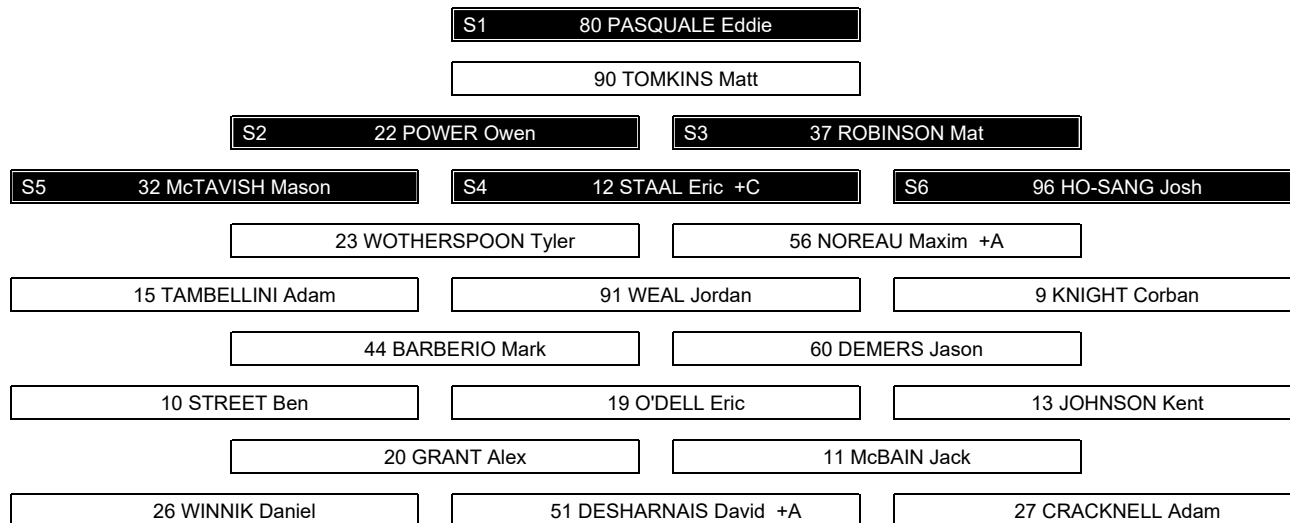 S1 80 PASQUALE Eddie
90 TOMKINS Matt
S2 22 POWER Owen S3 37 ROBINSON Mat
S5 32 McTAVISH Mason S4 12 STAAL Eric +C S6 96 HO-SANG Josh
23 WOTHERSPOON Tyler 56 NOREAU Maxim +A
15 TAMBELLINI Adam 91 WEAL Jordan 9 KNIGHT Corban
44 BARBERIO Mark 60 DEMERS Jason
10 STREET Ben 19 O'DELL Eric 13 JOHNSON Kent
20 GRANT Alex 11 McBAIN Jack
26 WINNIK Daniel 51 DESHARNAIS David +A 27 CRACKNELL Adam